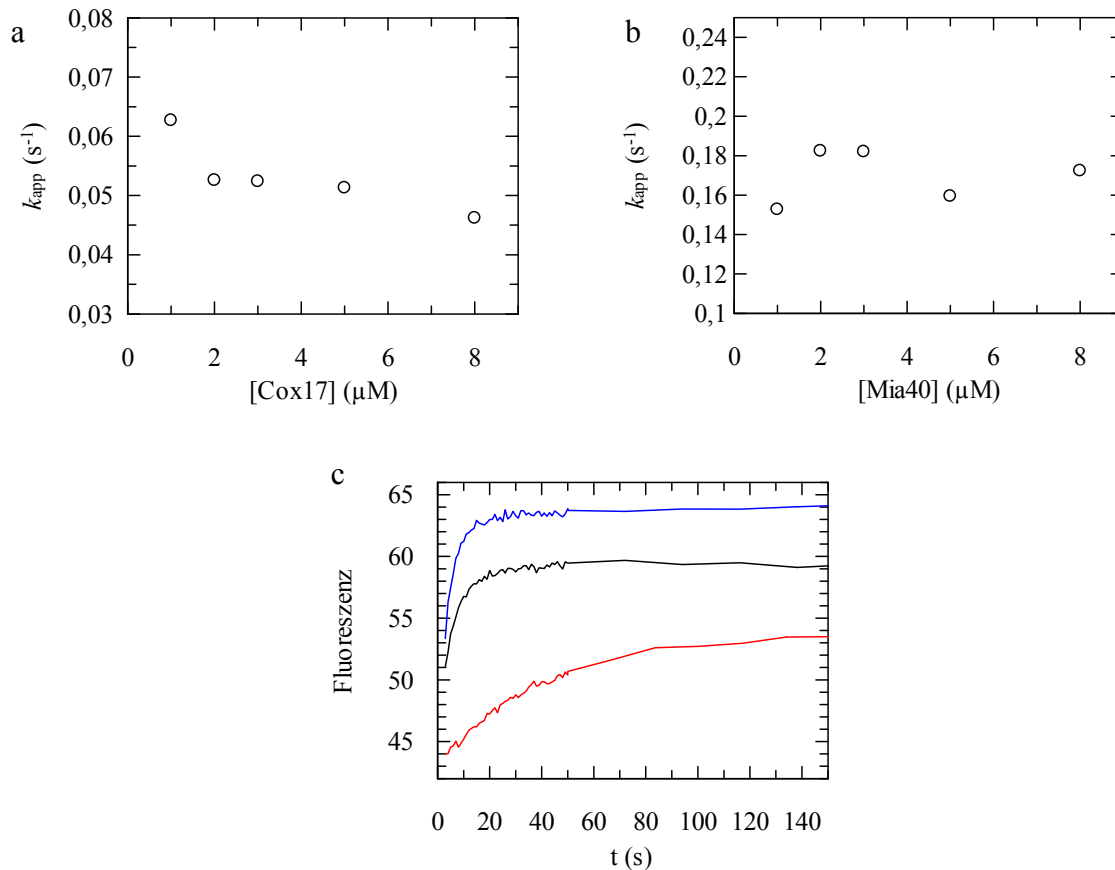 a
0,08
0,07
0,06
0,05
0,04
0,03
kapp (s-1)
0 2 4 6 8
[Cox17] (µM)
b
0,24
0,22
0,2
0,18
0,16
0,14
0,12
0,1
kapp (s-1)
0 2 4 6 8
[Mia40] (µM)
c
65
60
55
50
45
Fluoreszenz
0 20 40 60 80 100 120 140
t (s)